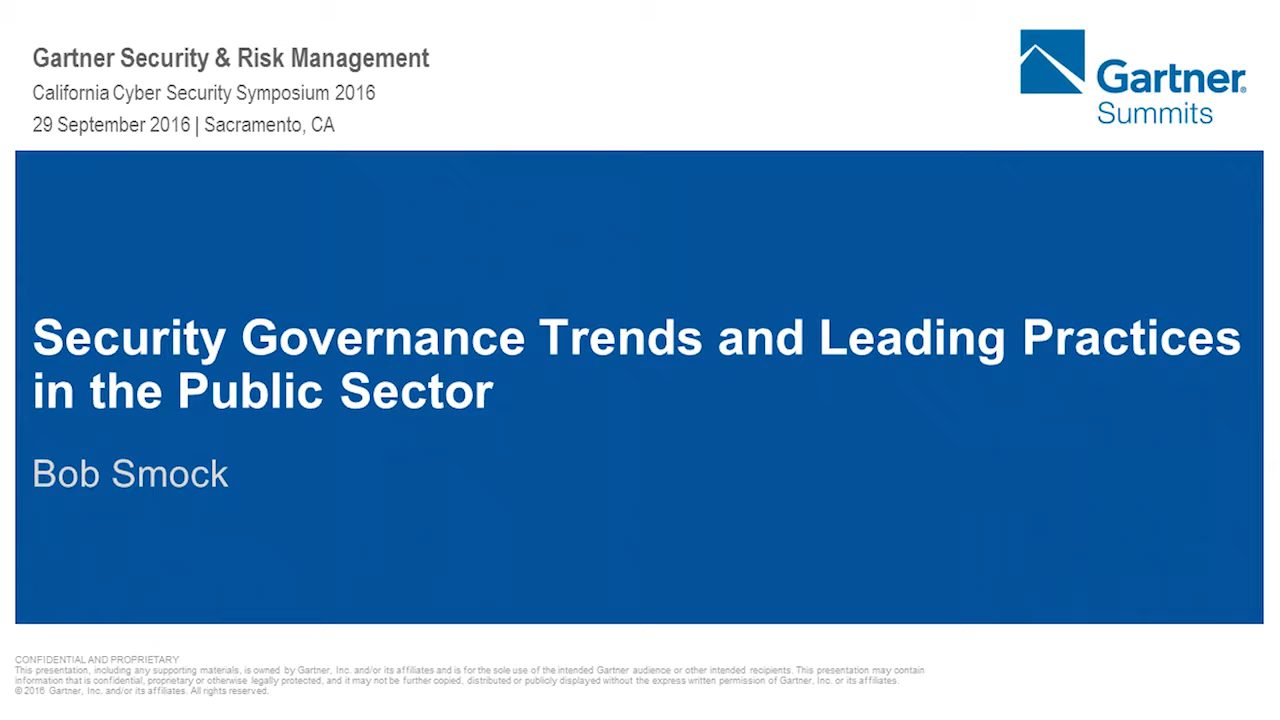 Gartner Security & Risk Management
California Cyber Security Symposium 2016
29 September 2016 | Sacramento, CA
Gartner®
Summits
Security Governance Trends and Leading Practices
in the Public Sector
Bob Smock
CONFIDENTIAL AND PROPRIETARY
This presentation, including any supporting materials, is owned by Gartner, Inc. and/or its affiliates and is for the sole use of the intended Gartner audience or other intended recipients. This presentation may contain
information that is confidential, proprietary or otherwise legally protected, and it may not be further copied, distributed or publicly displayed without the express written permission of Gartner, Inc. or its affiliates.
© 2016 Gartner, Inc. and/or its affiliates. All rights reserved.